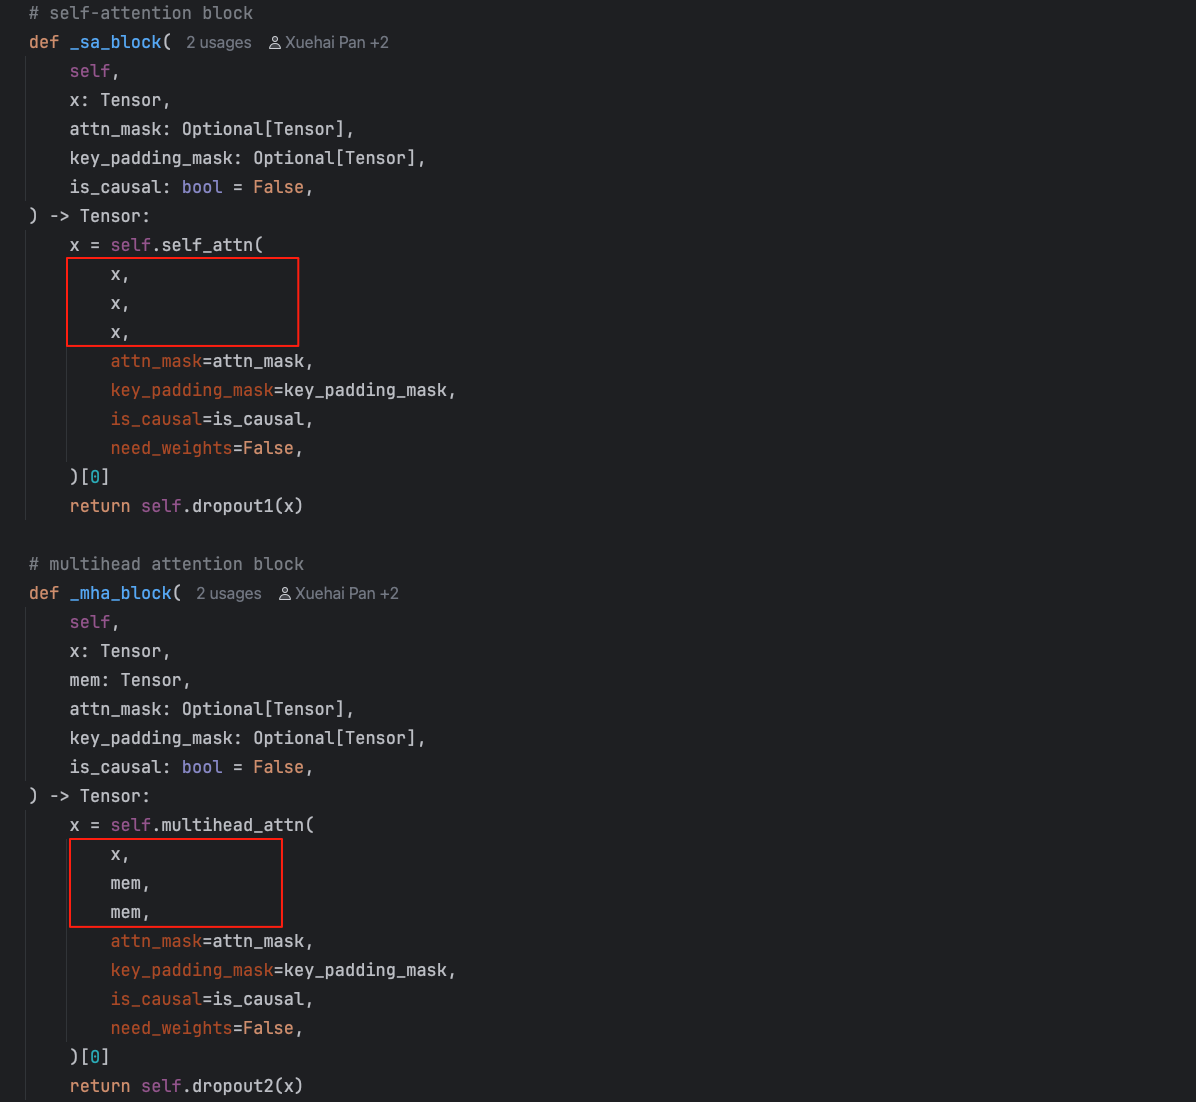 # self-attention block
def _sa_block( 2 usages Xuehai Pan +2
self,
x: Tensor,
attn_mask: Optional[Tensor],
key_padding_mask: Optional[Tensor],
is_causal: bool = False,
) -> Tensor:
x = self.self_attn(
x,
x,
x,
attn_mask=attn_mask,
key_padding_mask=key_padding_mask,
is_causal=is_causal,
need_weights=False,
)[0]
return self.dropout1(x)
# multihead attention block
def _mha_block( 2 usages Xuehai Pan +2
self,
x: Tensor,
mem: Tensor,
attn_mask: Optional[Tensor],
key_padding_mask: Optional[Tensor],
is_causal: bool = False,
) -> Tensor:
x = self.multihead_attn(
x,
mem,
mem,
attn_mask=attn_mask,
key_padding_mask=key_padding_mask,
is_causal=is_causal,
need_weights=False,
)[0]
return self.dropout2(x)